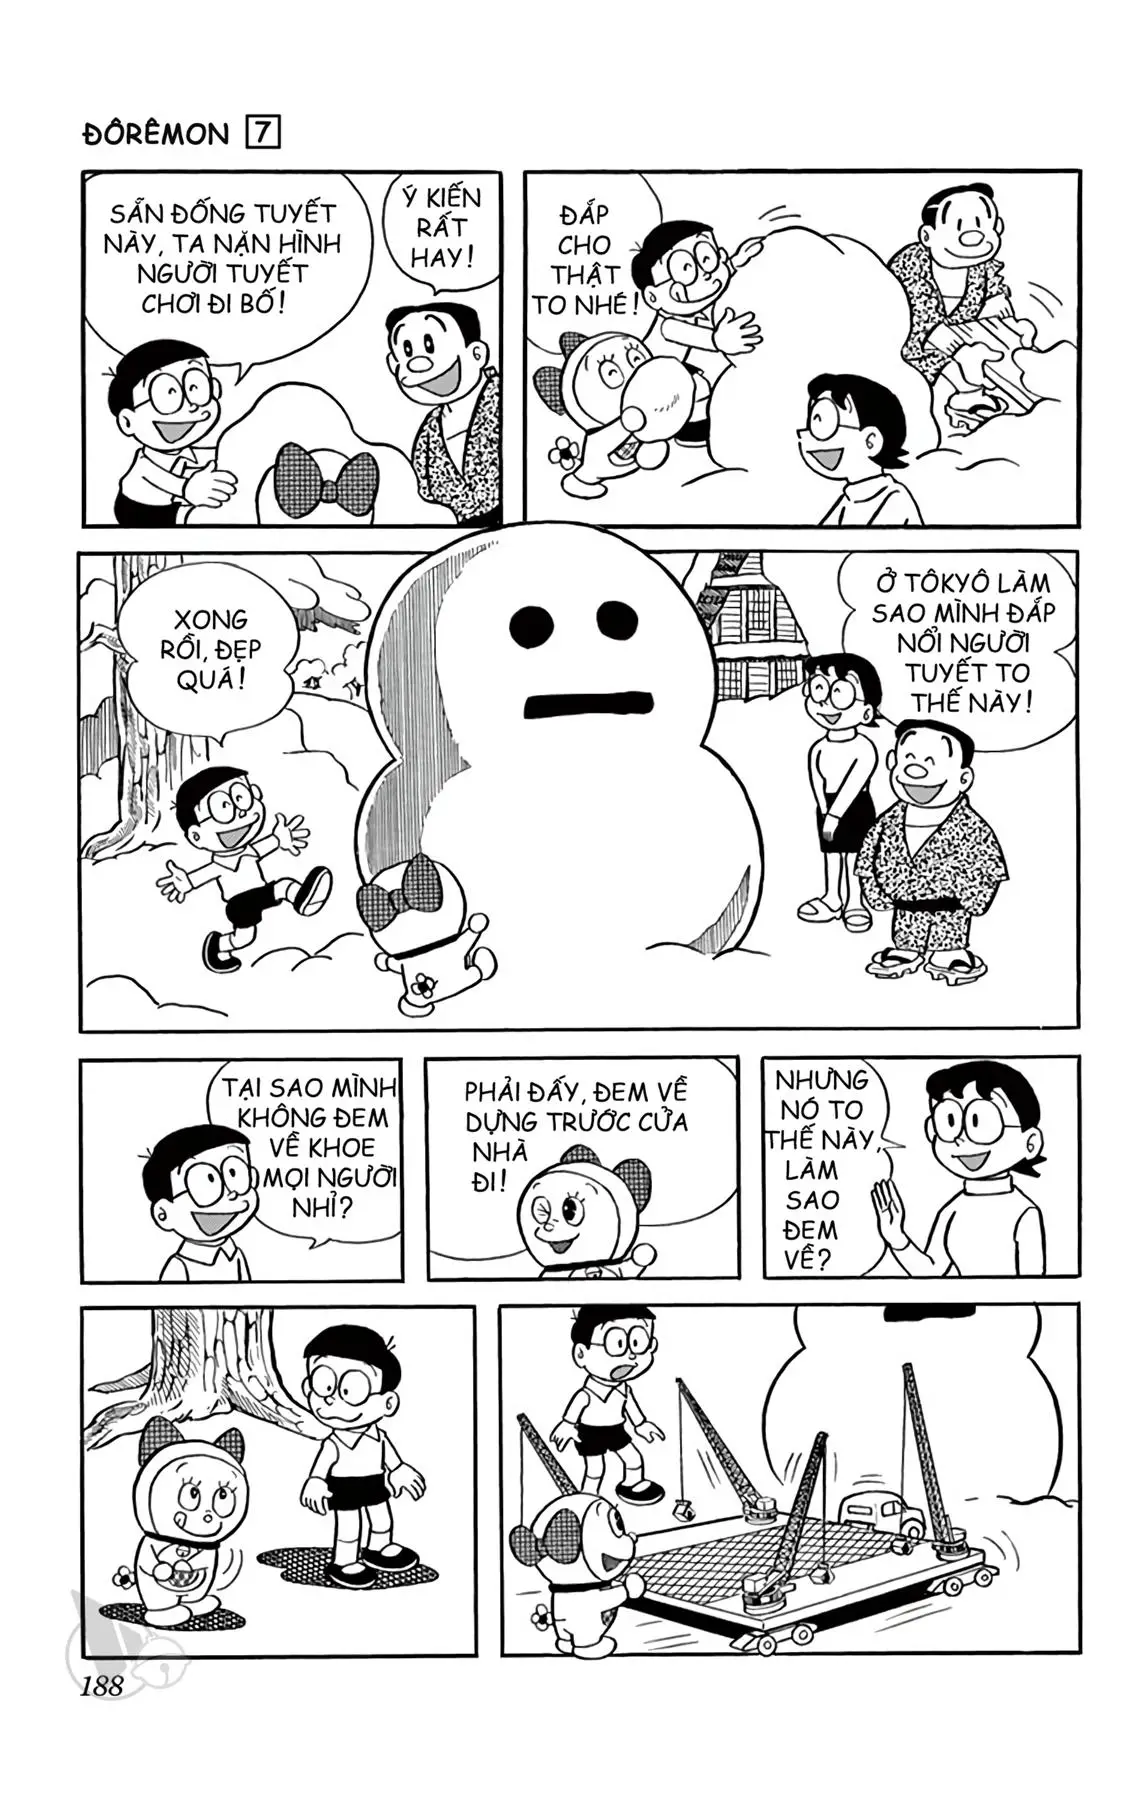 ĐÔRÊMON 7
SẴN ĐỐNG TUYẾT
NÀY, TA NẶN HÌNH
NGƯỜI TUYẾT
CHƠI ĐI BỐ!
Ý KIẾN
RẤT
HAY!
ĐẮP
CHO
THẬT
TO NHÉ!
XONG
RỒI, ĐẸP
QUÁ!
Ở TÔKYÔ LÀM
SAO MÌNH ĐẮP
NỔI NGƯỜI
TUYẾT TO
THẾ NÀY!
TẠI SAO MÌNH
KHÔNG ĐEM
VỀ KHOE
MỌI NGƯỜI
NHỈ?
PHẢI ĐẤY, ĐEM VỀ
DỰNG TRƯỚC CỬA
NHÀ
ĐI!
NHƯNG
NÓ TO
THẾ NÀY,
LÀM
SAO
ĐEM
VỀ?
188